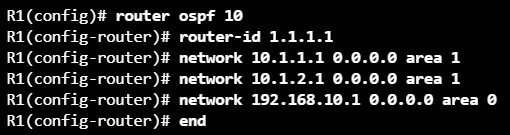 R1(config)# router ospf 10
R1(config-router)# router-id 1.1.1.1
R1(config-router)# network 10.1.1.1 0.0.0.0 area 1
R1(config-router)# network 10.1.2.1 0.0.0.0 area 1
R1(config-router)# network 192.168.10.1 0.0.0.0 area 0
R1(config-router)# end